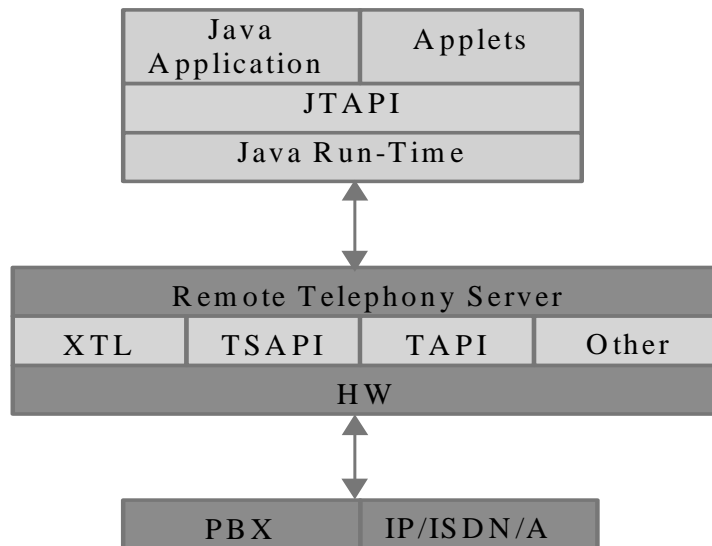 Java
Application
Applets
JTAPI
Java Run-Time
Remote Telephony Server
XTL TSAPI TAPI Other
HW
PBX IP/ISDN/A